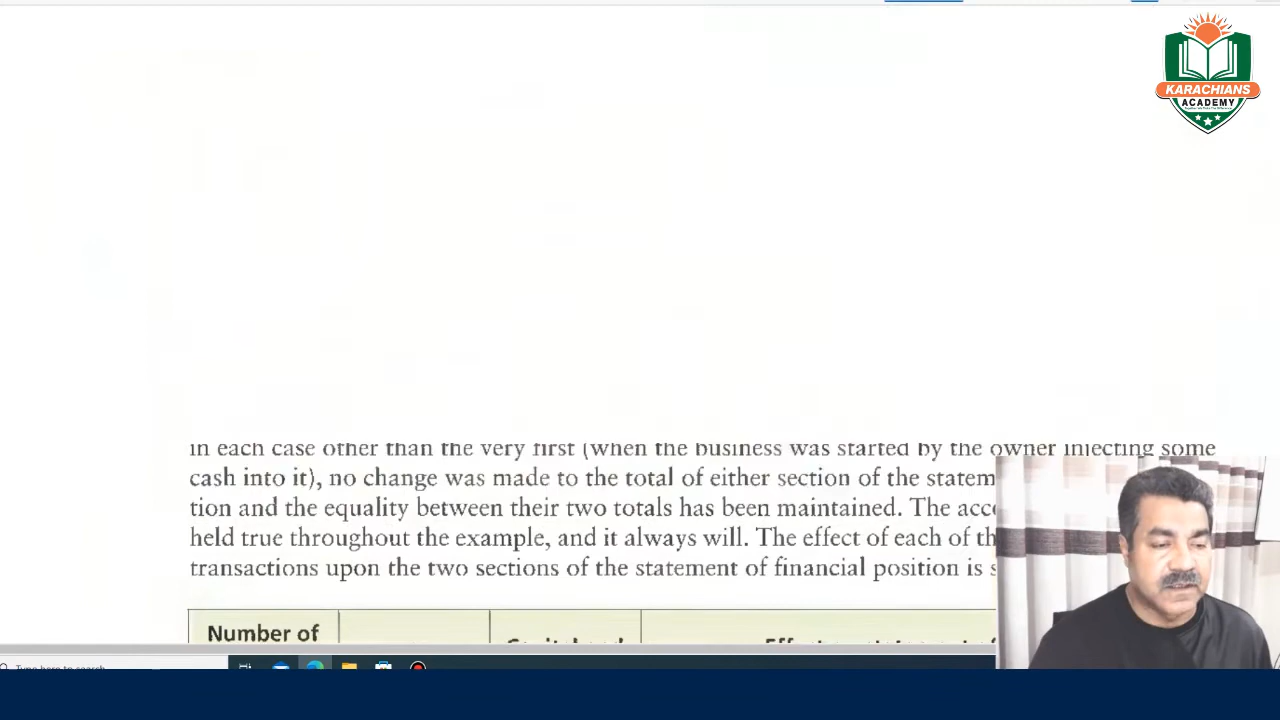 KARACHIANS
ACADEMY
in each case other than the very first (when the business was started by the owner injecting some
cash into it), no change was made to the total of either section of the statem
tion and the equality between their two totals has been maintained. The acc
held true throughout the example, and it always will. The effect of each of th
transactions upon the two sections of the statement of financial position is s
Number of
Type here to search